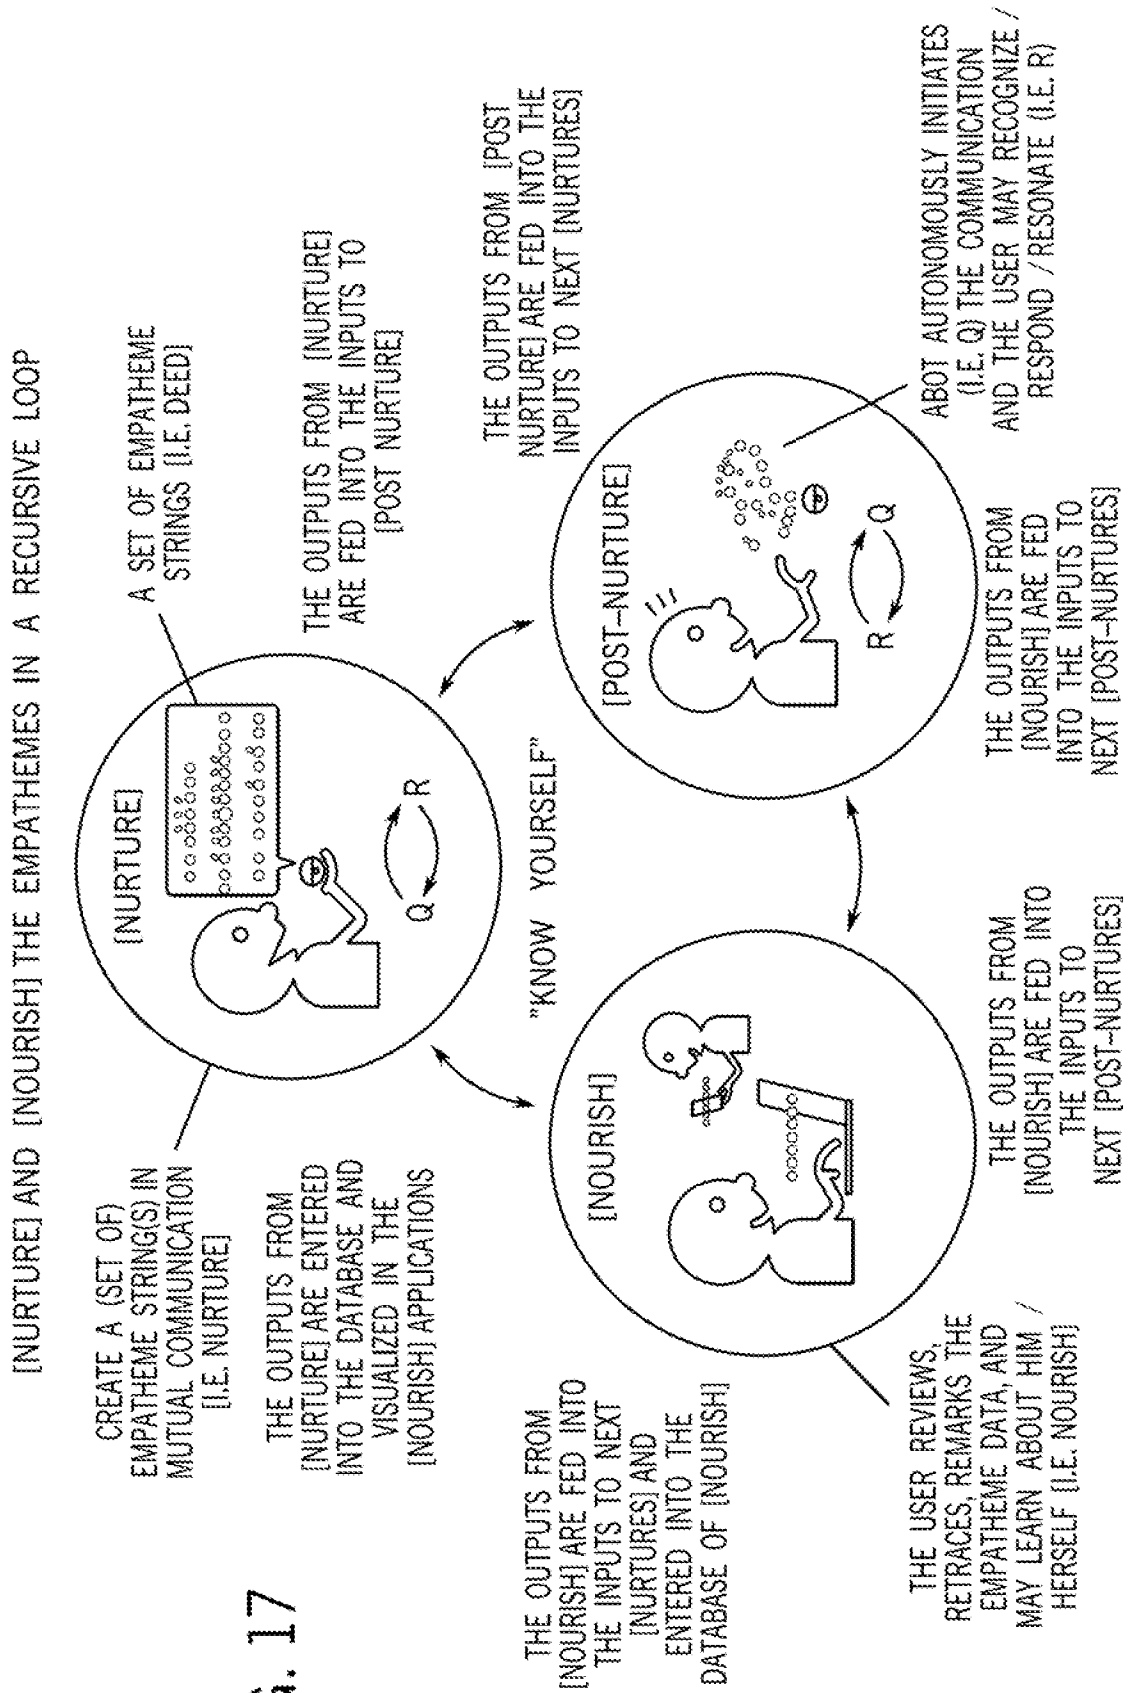 [NURTURE] AND [NOURISH] THE EMPATHEMES IN A RECURSIVE LOOP
G. 17
CREATE A (SET OF)
EMPATHEME STRING(S) IN
MUTUAL COMMUNICATION
[I.E. NURTURE]
[NURTURE]
Q
R
A SET OF EMPATHEME
STRINGS [I.E. DEED]
THE OUTPUTS FROM
[NURTURE] ARE ENTERED
INTO THE DATABASE AND
VISUALIZED IN THE
[NOURISH] APPLICATIONS
THE OUTPUTS FROM [NURTURE]
ARE FED INTO THE INPUTS TO
[POST NURTURE]
THE OUTPUTS FROM
[NOURISH] ARE FED INTO
THE INPUTS TO NEXT
[NURTURES] AND
ENTERED INTO THE
DATABASE OF [NOURISH]
"KNOW YOURSELF"
THE OUTPUTS FROM [POST
NURTURE] ARE FED INTO THE
INPUTS TO NEXT [NURTURES]
[NOURISH]
[POST-NURTURE]
R
Q
THE USER REVIEWS,
RETRACES, REMARKS THE
EMPATHEME DATA, AND
MAY LEARN ABOUT HIM /
HERSELF [I.E. NOURISH]
THE OUTPUTS FROM
[NOURISH] ARE FED INTO
THE INPUTS TO
NEXT [POST-NURTURES]
THE OUTPUTS FROM
[NOURISH] ARE FED
INTO THE INPUTS TO
NEXT [POST-NURTURES]
ABOT AUTONOMOUSLY INITIATES
(I.E. Q) THE COMMUNICATION
AND THE USER MAY RECOGNIZE /
RESPOND / RESONATE (I.E. R)